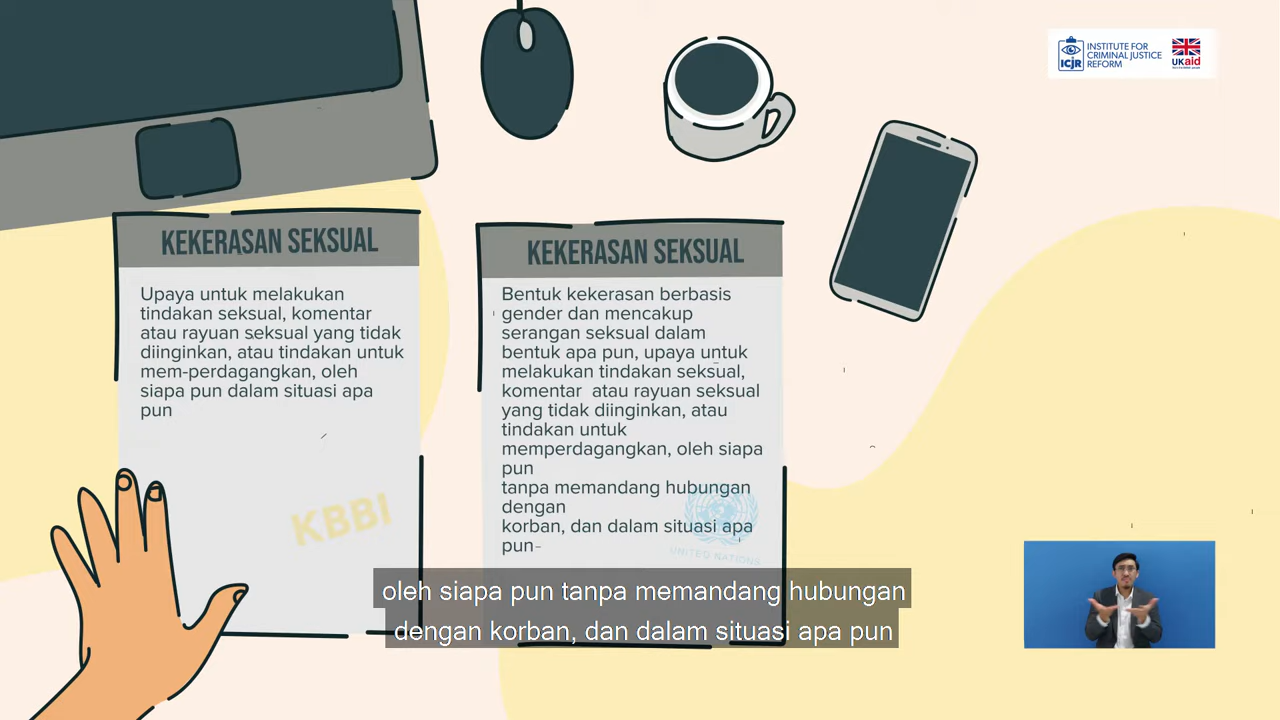 INSTITUTE FOR
CRIMINAL JUSTICE
REFORM
ICJR
UKaid
KEKERASAN SEKSUAL
Upaya untuk melakukan
tindakan seksual, komentar
atau rayuan seksual yang tidak
diinginkan, atau tindakan untuk
mem-perdagangkan, oleh
siapa pun dalam situasi apa
pun
KBBI
KEKERASAN SEKSUAL
Bentuk kekerasan berbasis
gender dan mencakup
serangan seksual dalam
bentuk apa pun, upaya untuk
melakukan tindakan seksual,
komentar  atau rayuan seksual
yang tidak diinginkan, atau
tindakan untuk
memperdagangkan, oleh siapa
pun
tanpa memandang hubungan
dengan
korban, dan dalam situasi apa
pun
UNITED NATIONS
oleh siapa pun tanpa memandang hubungan
dengan korban, dan dalam situasi apa pun